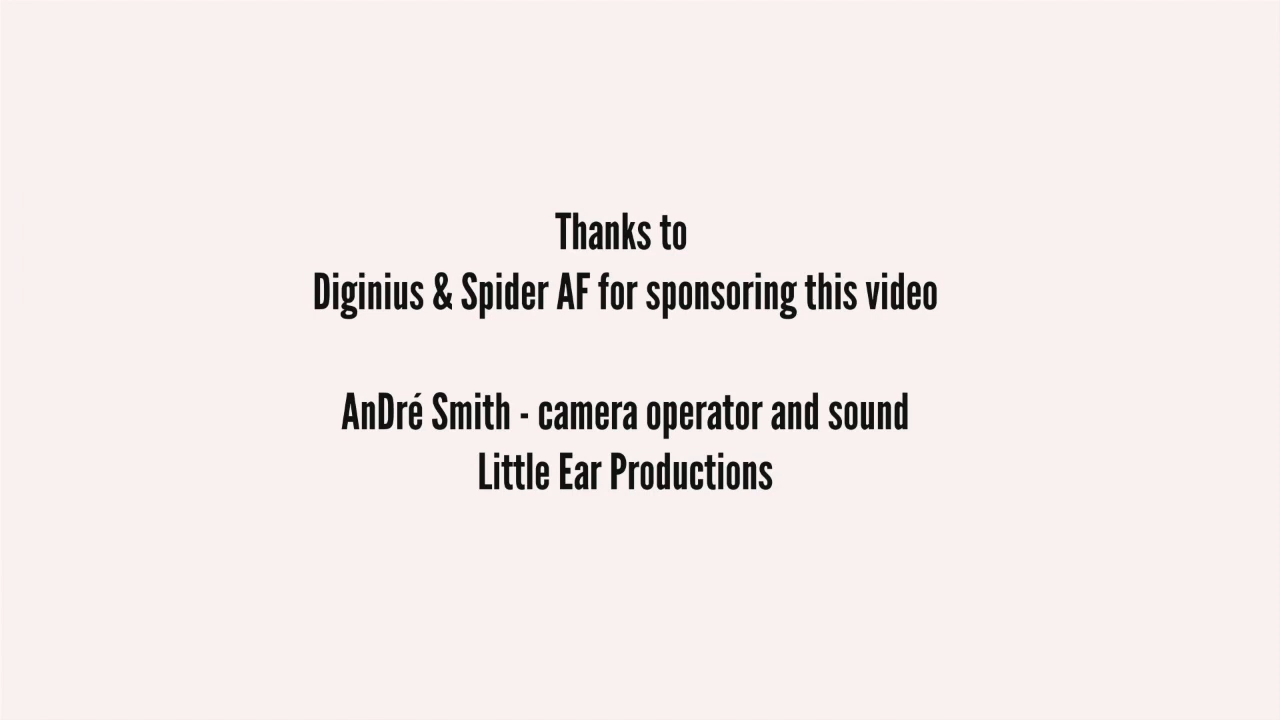 Thanks to
Diginius & Spider AF for sponsoring this video
AnDré Smith - camera operator and sound
Little Ear Productions